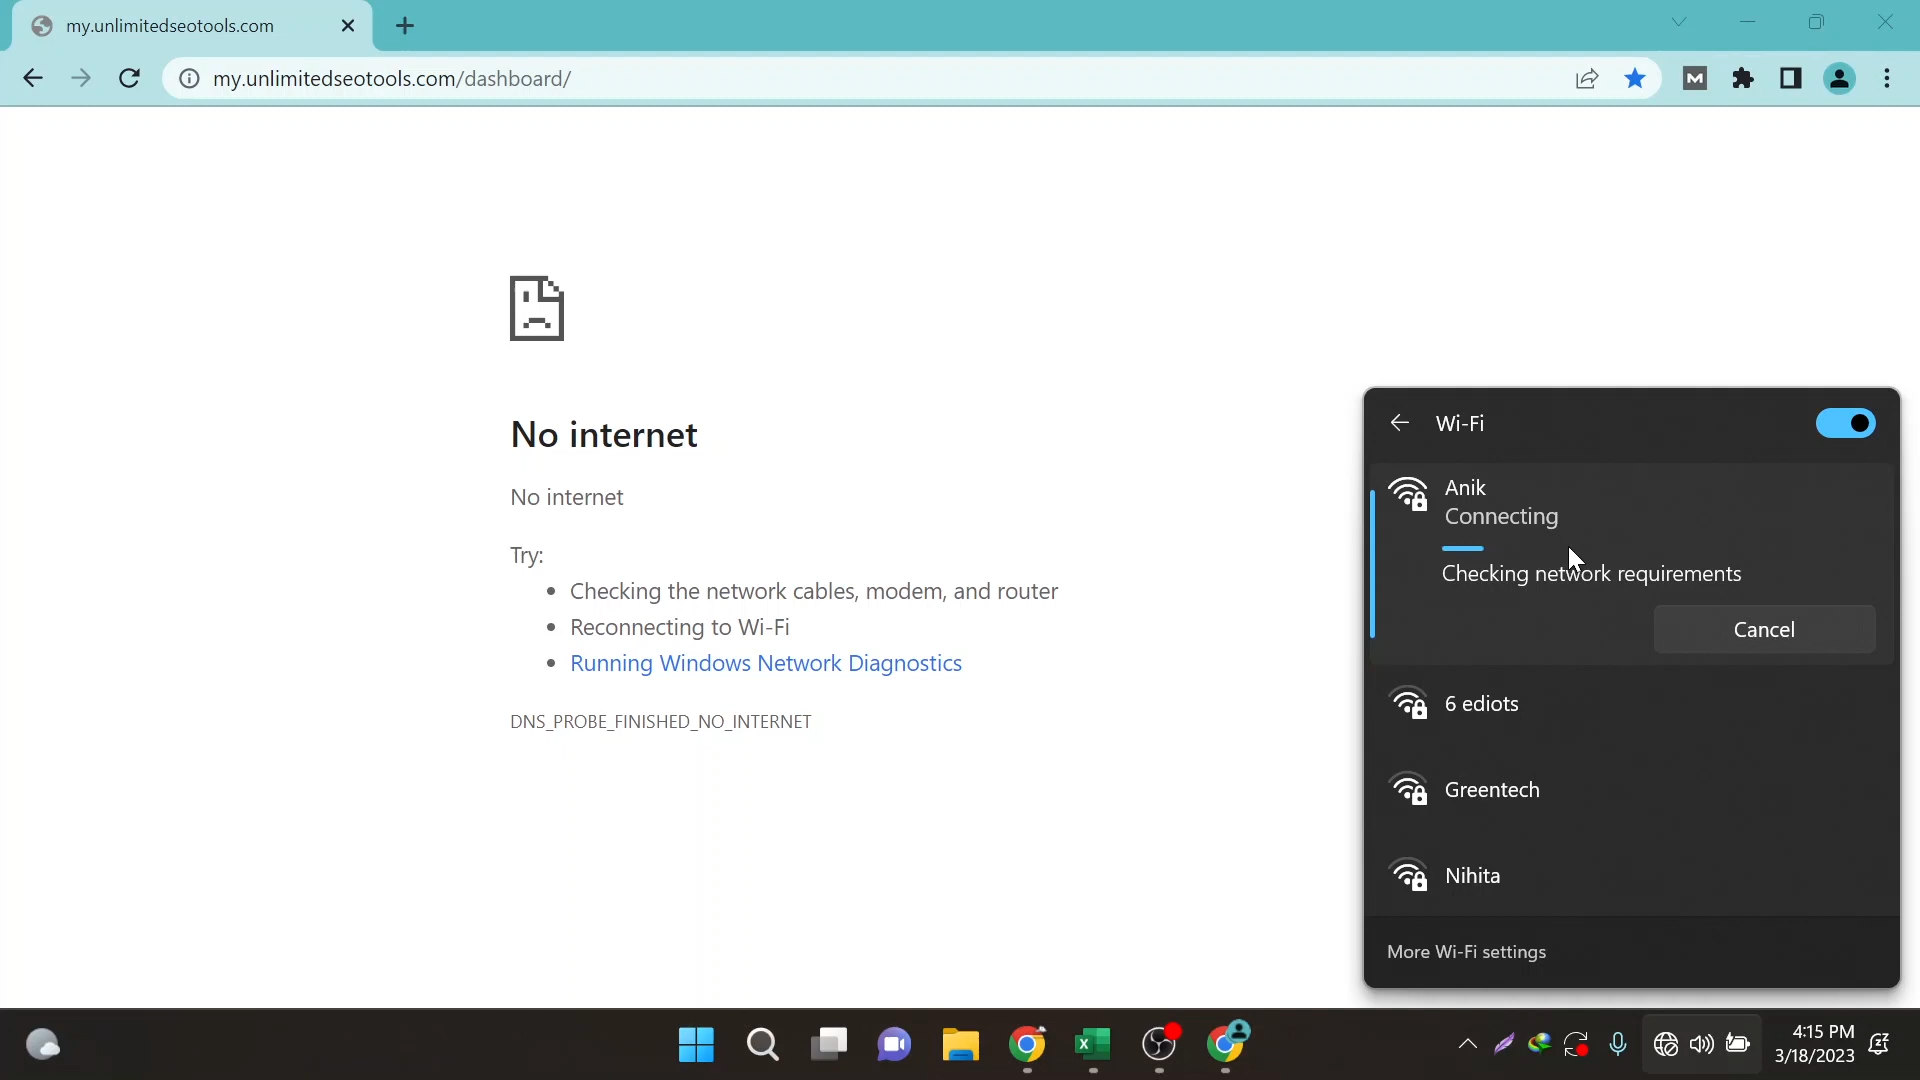 my.unlimitedseotools.com
my.unlimitedseotools.com/dashboard/
No internet
No internet
Try:
• Checking the network cables, modem, and router
• Reconnecting to Wi-Fi
• Running Windows Network Diagnostics
DNS_PROBE_FINISHED_NO_INTERNET
Wi-Fi
Anik
Connecting
Checking network requirements
Cancel
6 ediots
Greentech
Nihita
More Wi-Fi settings
4:15 PM
3/18/2023